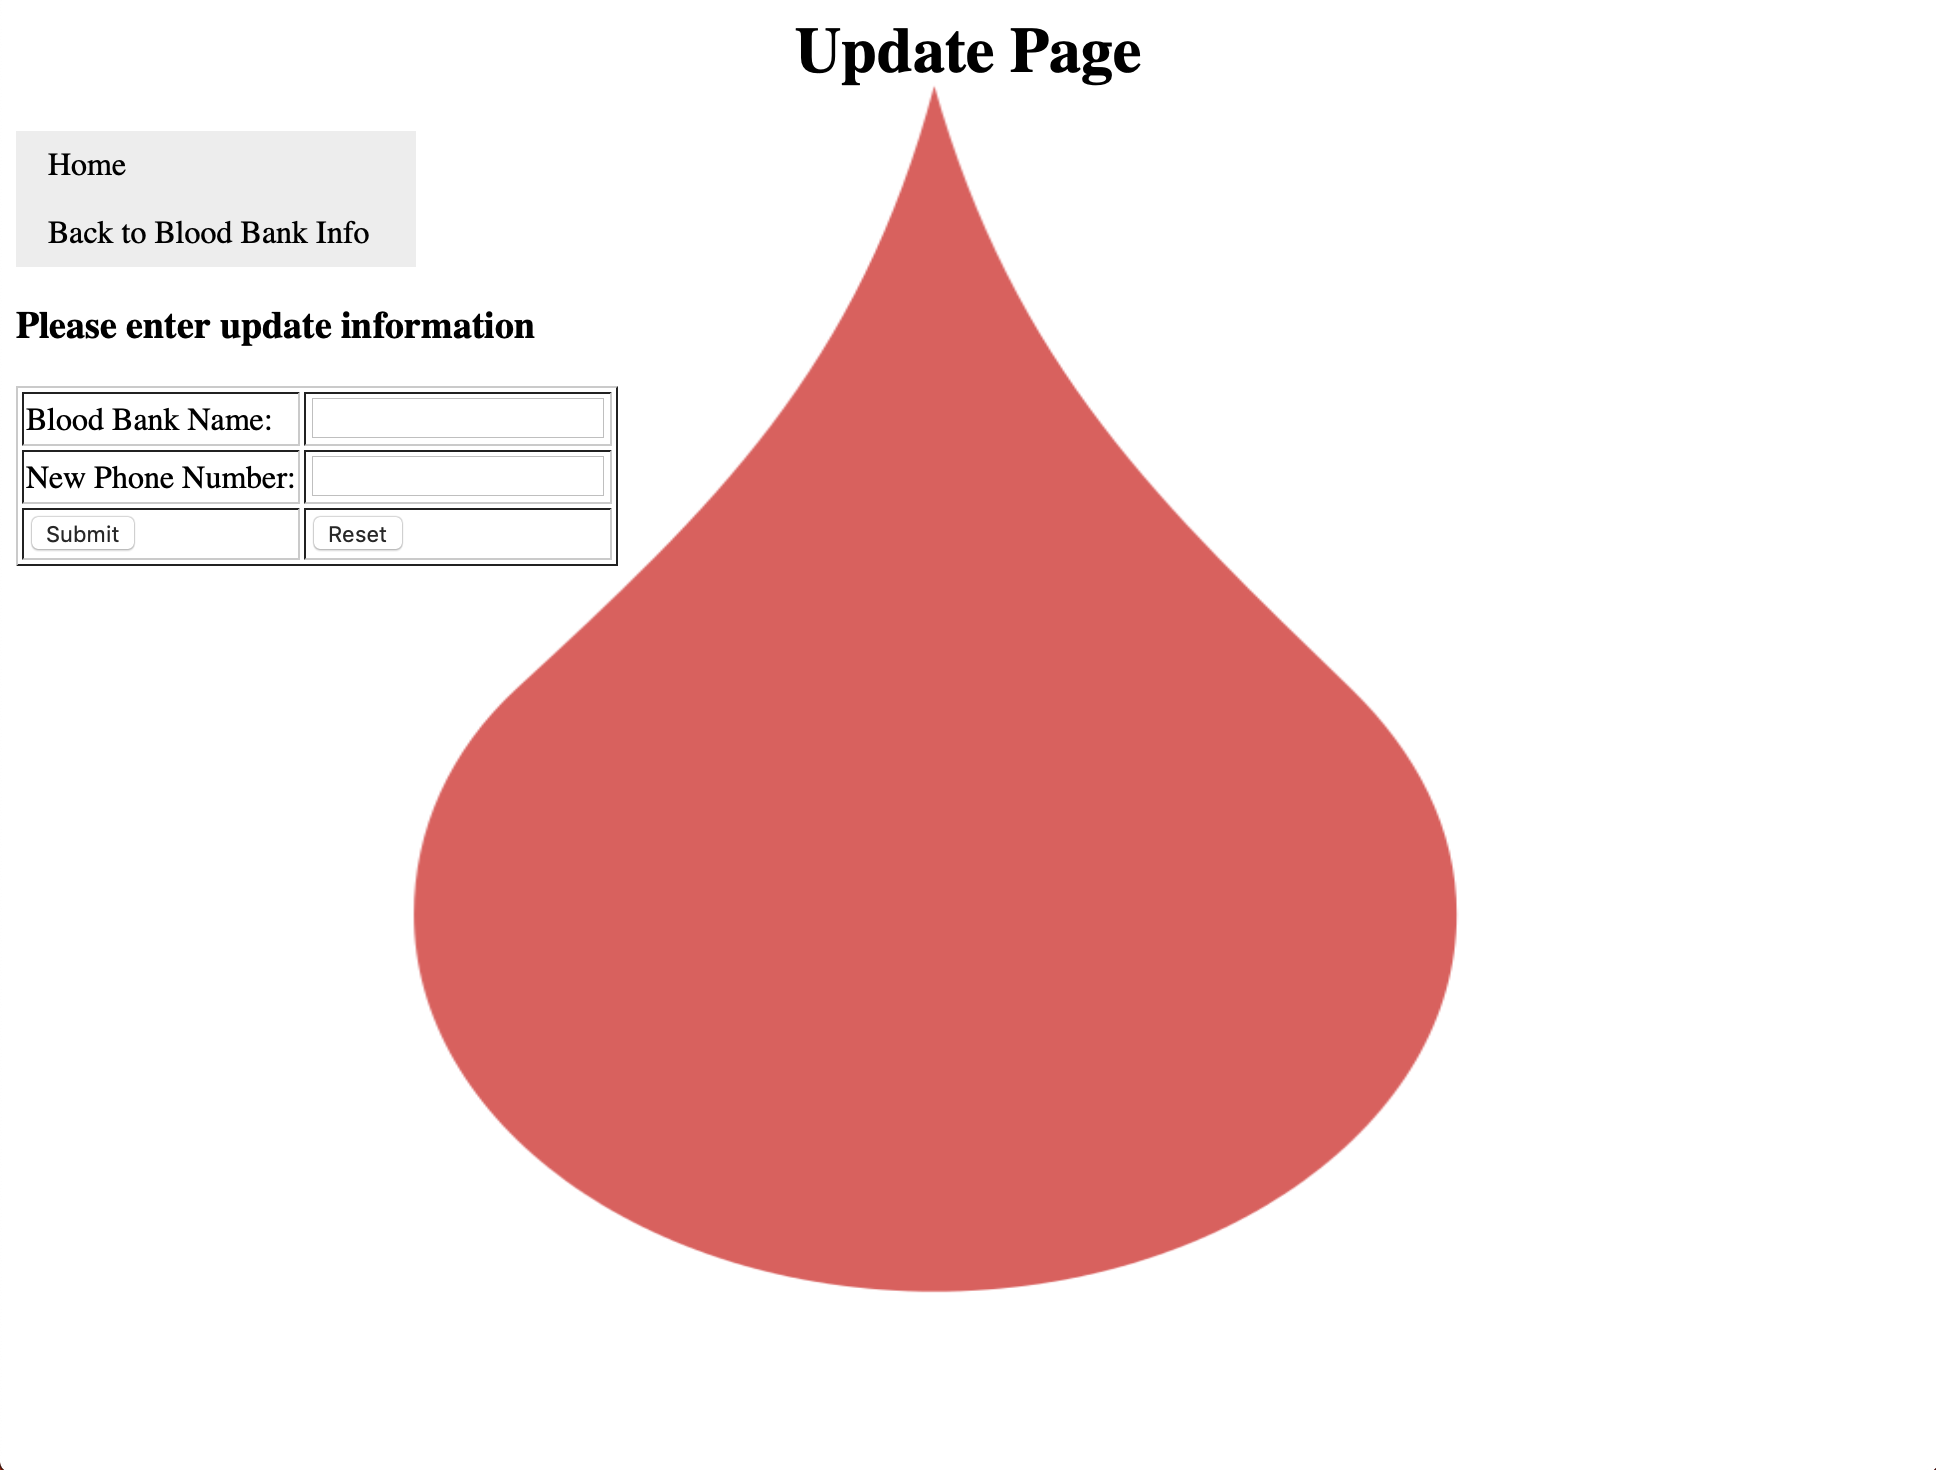 Update Page
Home
Back to Blood Bank Info
Please enter update information
Blood Bank Name:
New Phone Number:
Submit Reset